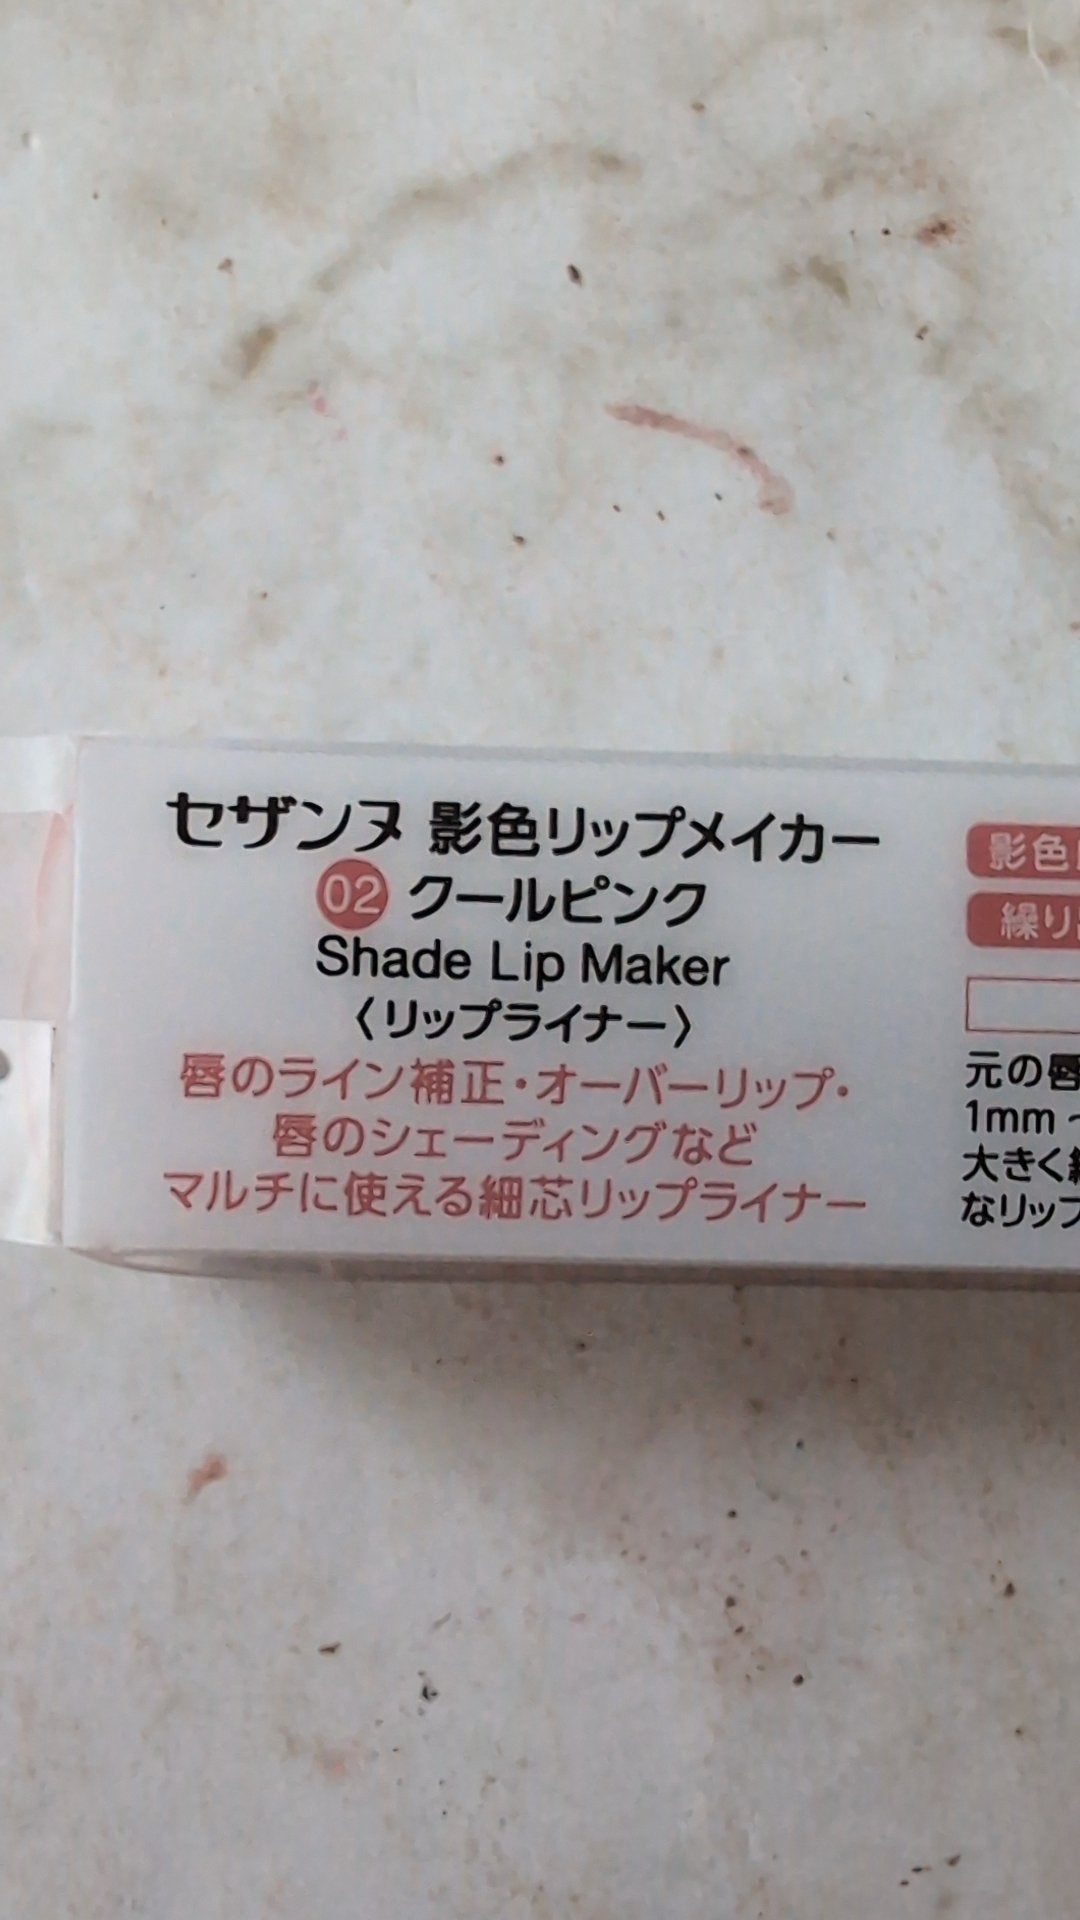 セザンヌ 影色リップメイカー
02 クールピンク
Shade Lip Maker
〈リップライナー〉
唇のライン補正・オーバーリップ・
唇のシェーディングなど
マルチに使える細芯リップライナー
影色
繰り
元の唇
1mm~
大きく
なリップ